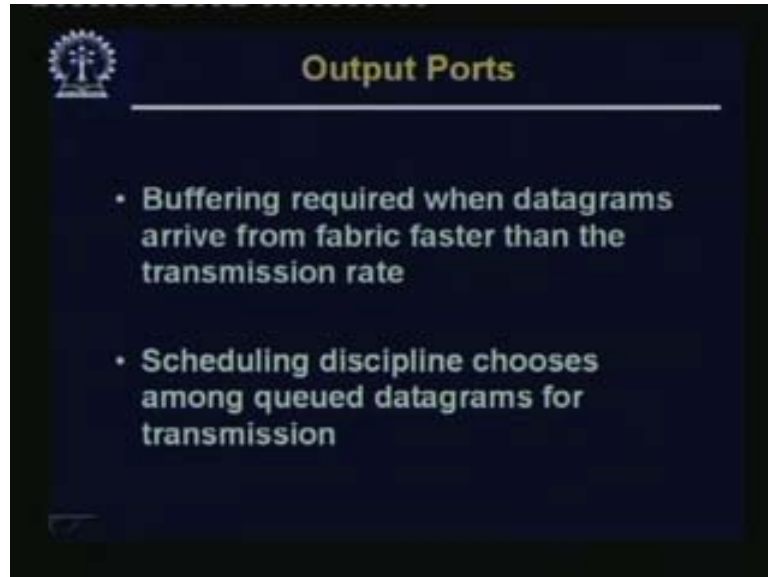 Output Ports
• Buffering required when datagrams
arrive from fabric faster than the
transmission rate
• Scheduling discipline chooses
among queued datagrams for
transmission